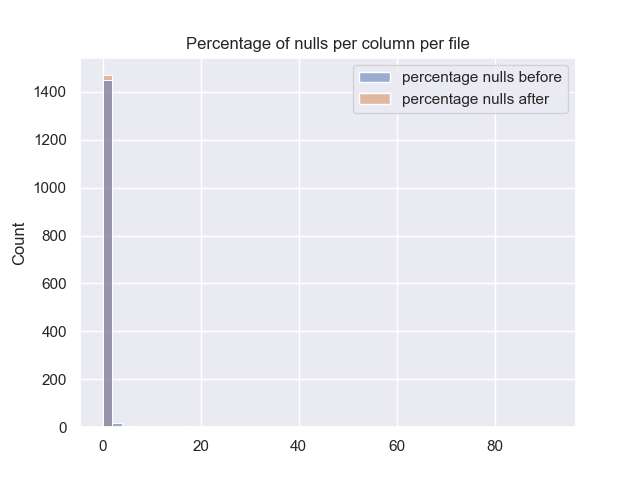 Percentage of nulls per column per file
percentage nulls before
percentage nulls after
1400
1200
1000
800
600
400
200
0
Count
0 20 40 60 80